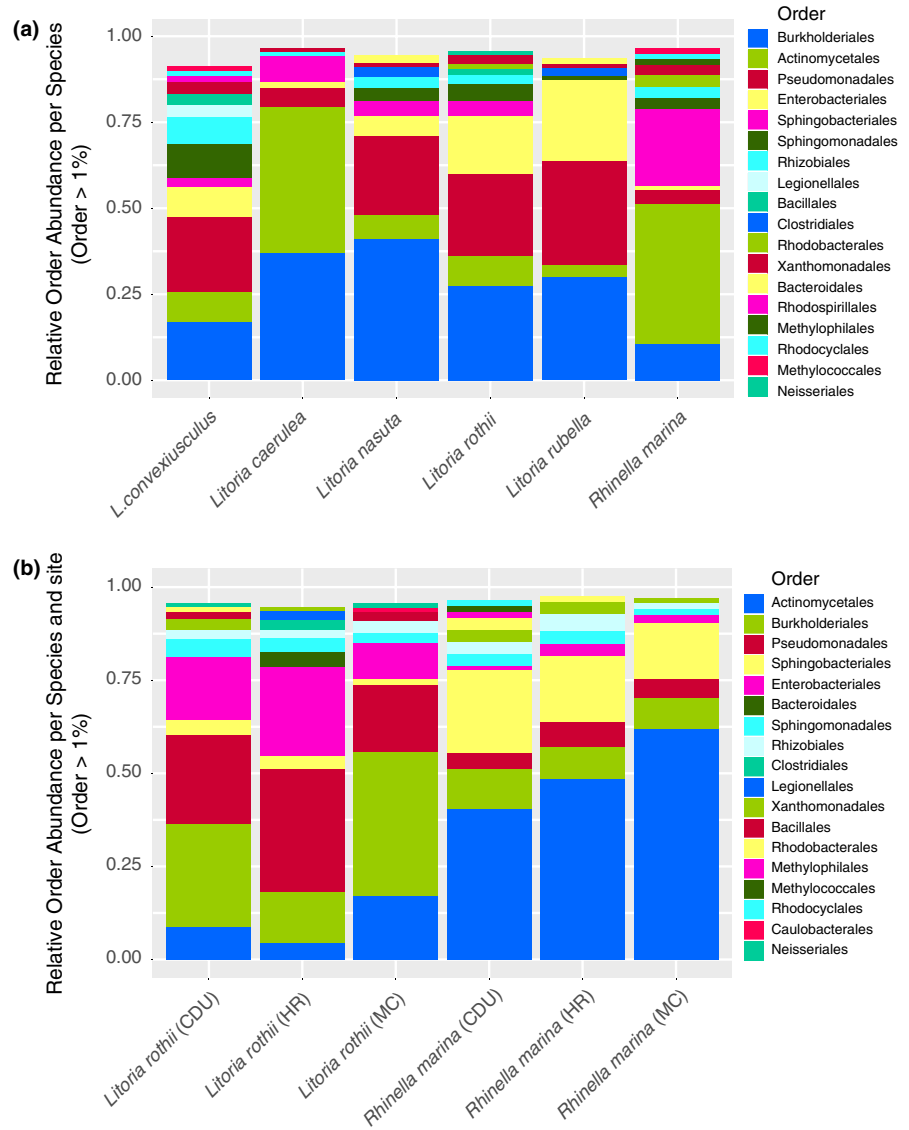 (a)
Relative Order Abundance per Species
(Order > 1%)
1.00
0.75
0.50
0.25
0.00
L.convexiusculus
Litoria caerulea
Litoria nasuta
Litoria rothii
Litoria rubella
Rhinella marina
Order
Burkholderiales
Actinomycetales
Pseudomonadales
Enterobacteriales
Sphingobacteriales
Sphingomonadales
Rhizobiales
Legionellales
Bacillales
Clostridiales
Rhodobacterales
Xanthomonadales
Bacteroidales
Rhodospirillales
Methylophilales
Rhodocyclales
Methylococcales
Neisseriales
(b)
Relative Order Abundance per Species and site
(Order > 1%)
1.00
0.75
0.50
0.25
0.00
Litoria rothii (CDU)
Litoria rothii (HR)
Litoria rothii (MC)
Rhinella marina (CDU)
Rhinella marina (HR)
Rhinella marina (MC)
Order
Actinomycetales
Burkholderiales
Pseudomonadales
Sphingobacteriales
Enterobacteriales
Bacteroidales
Sphingomonadales
Rhizobiales
Clostridiales
Legionellales
Xanthomonadales
Bacillales
Rhodobacterales
Methylophilales
Methylococcales
Rhodocyclales
Caulobacterales
Neisseriales